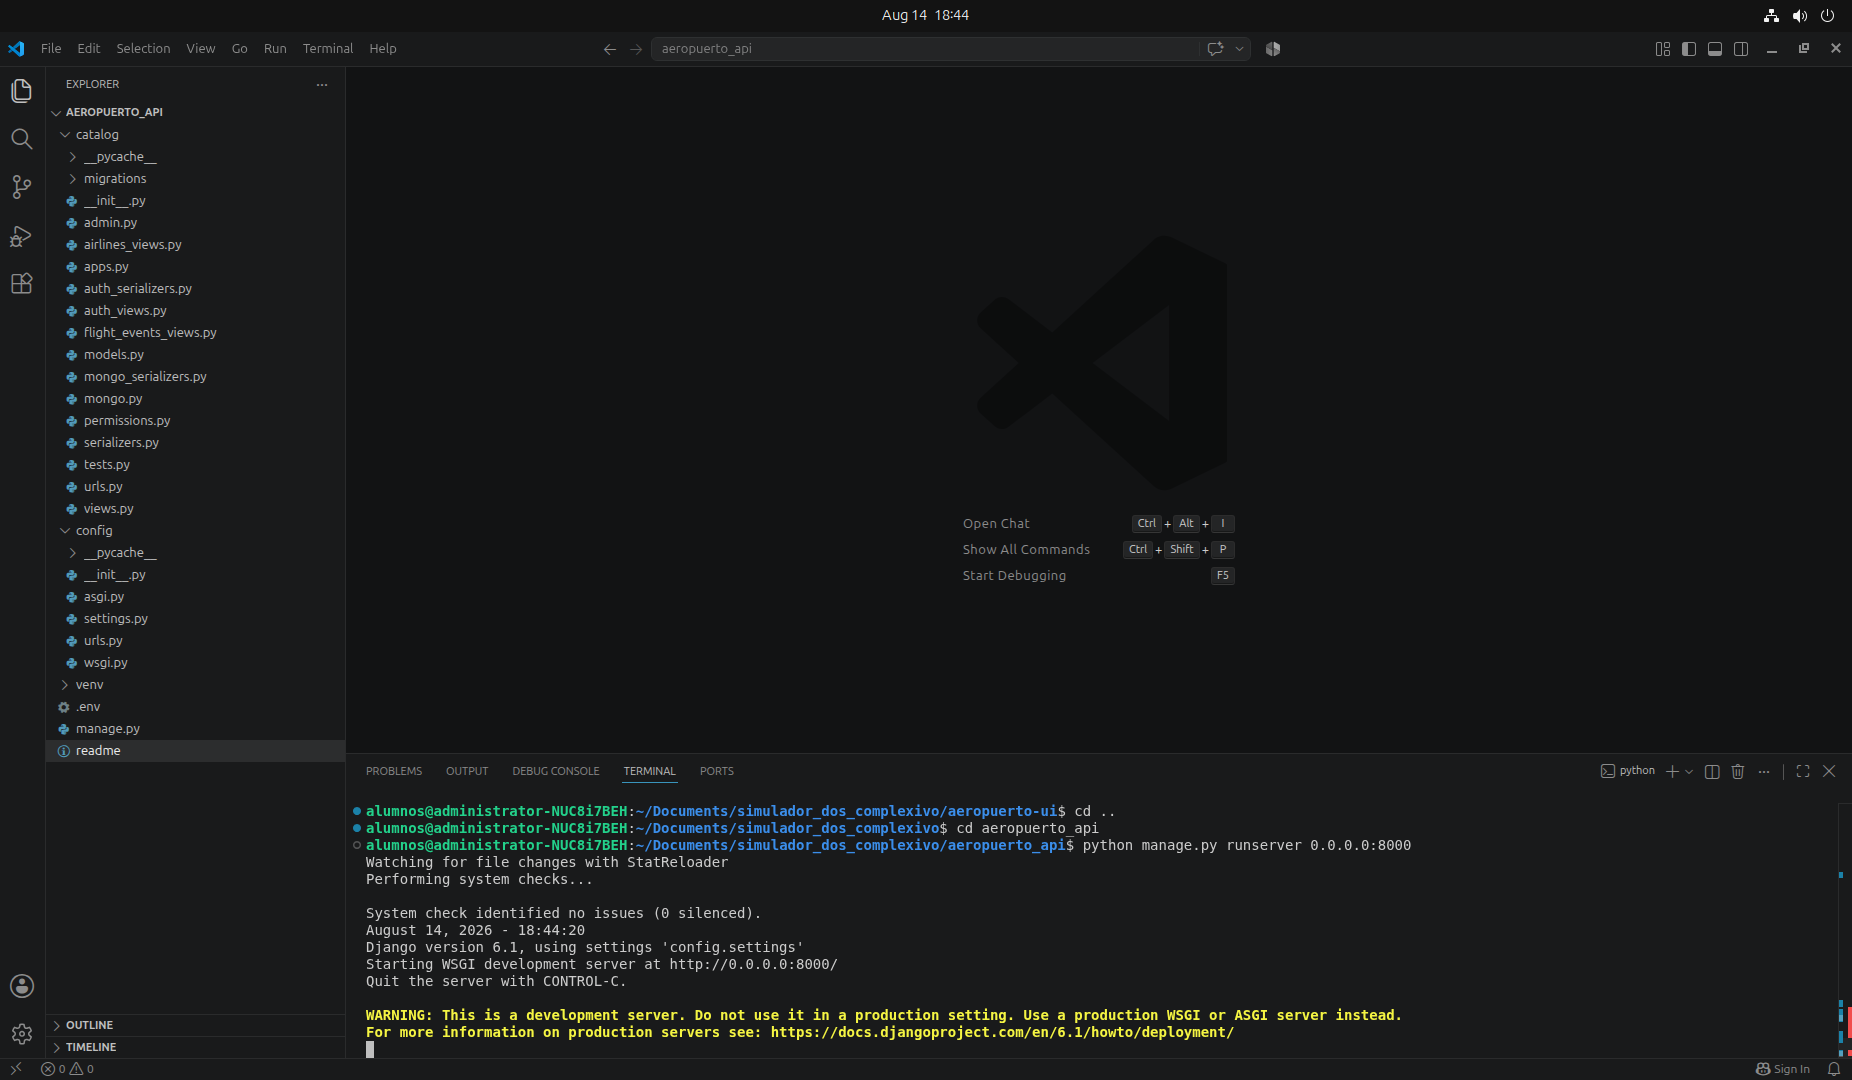 Aug 14 18:44
File Edit Selection View Go Run Terminal Help
aeropuerto_api
EXPLORER
AEROPUERTO_API
catalog
__pycache__
migrations
__init__.py
admin.py
airlines_views.py
apps.py
auth_serializers.py
auth_views.py
flight_events_views.py
models.py
mongo_serializers.py
mongo.py
permissions.py
serializers.py
tests.py
urls.py
views.py
config
__pycache__
__init__.py
asgi.py
settings.py
urls.py
wsgi.py
venv
.env
manage.py
readme
OUTLINE
TIMELINE
Open Chat Ctrl + Alt + I
Show All Commands Ctrl + Shift + P
Start Debugging F5
PROBLEMS OUTPUT DEBUG CONSOLE TERMINAL PORTS
python
alumnos@administrator-NUC8i7BEH:~/Documents/simulador_dos_complexivo/aeropuerto-ui$ cd ..
alumnos@administrator-NUC8i7BEH:~/Documents/simulador_dos_complexivo$ cd aeropuerto_api
alumnos@administrator-NUC8i7BEH:~/Documents/simulador_dos_complexivo/aeropuerto_api$ python manage.py runserver 0.0.0.0:8000
Watching for file changes with StatReloader
Performing system checks...
System check identified no issues (0 silenced).
August 14, 2026 - 18:44:20
Django version 6.1, using settings 'config.settings'
Starting WSGI development server at http://0.0.0.0:8000/
Quit the server with CONTROL-C.
WARNING: This is a development server. Do not use it in a production setting. Use a production WSGI or ASGI server instead.
For more information on production servers see: https://docs.djangoproject.com/en/6.1/howto/deployment/
0 0
Sign In